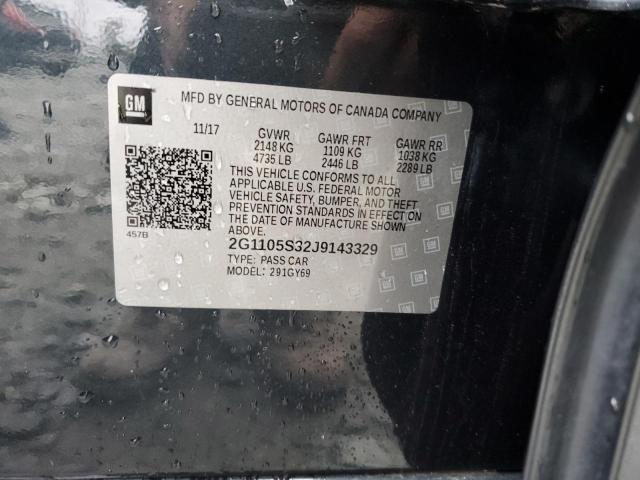 GM
MFD BY GENERAL MOTORS OF CANADA COMPANY
11/17 GVWR GAWR FRT GAWR RR
2148 KG 1109 KG 1038 KG
4735 LB 2446 LB 2289 LB
THIS VEHICLE CONFORMS TO ALL
APPLICABLE U.S. FEDERAL MOTOR
VEHICLE SAFETY, BUMPER, AND THEFT
PREVENTION STANDARDS IN EFFECT ON
THE DATE OF MANUFACTURE SHOWN
ABOVE.
457B
2G1105S32J9143329
TYPE: PASS CAR
MODEL: 291GY69